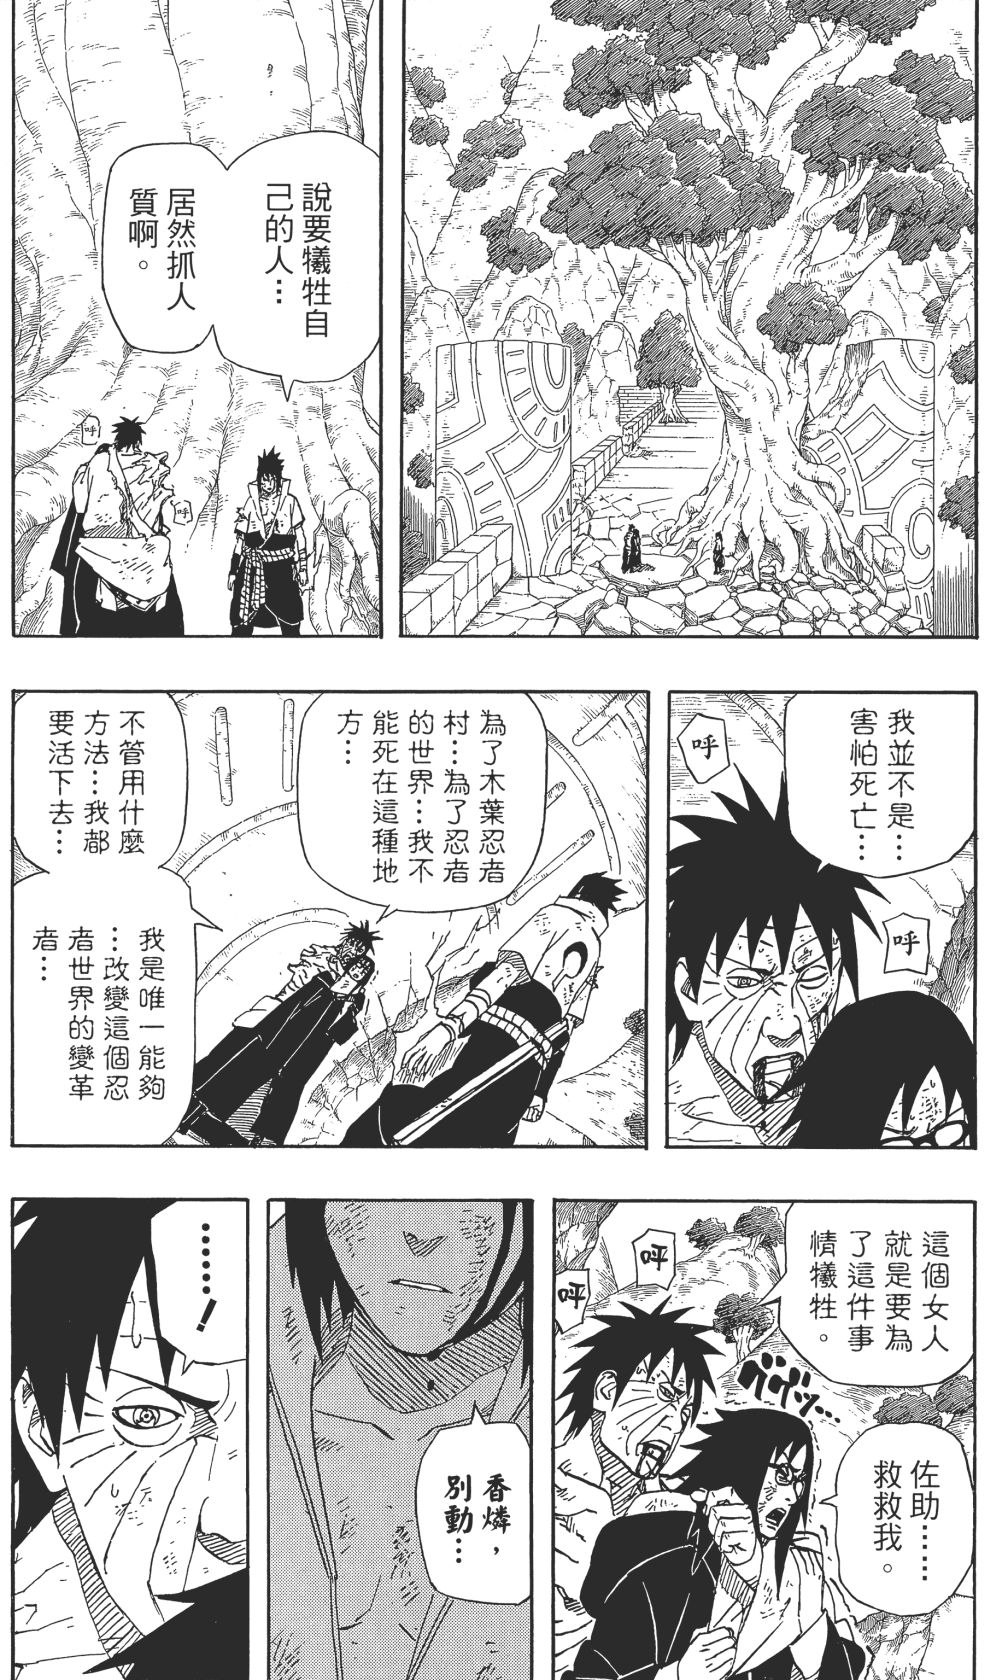 說要犧牲自
己的人…
居然抓人
質啊。
呼
呼
我並不是…
害怕死亡…
呼
呼
為了木葉忍者
村…為了忍者
的世界…我不
能死在這種地
方…
不管用什麼
方法…我都
要活下去…
我是唯一能夠
…改變這個忍
者世界的變革
者…
這個女人
就是要為
了這件事
情犧牲。
呼
呼
ググッ…
佐助……
救救我。
香燐，
別動…
……！